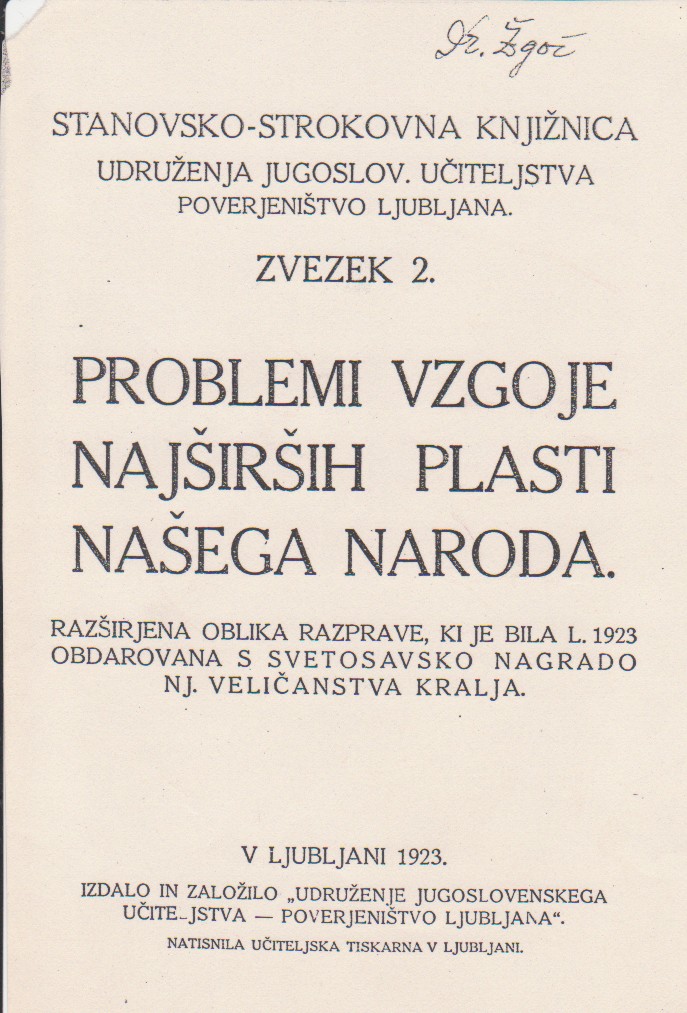 Dr. Žgoč
STANOVSKO-STROKOVNA KNJIŽNICA
UDRUŽENJA JUGOSLOV. UČITELJSTVA
POVERJENIŠTVO LJUBLJANA.
ZVEZEK 2.
PROBLEMI VZGOJE
NAJŠIRŠIH PLASTI
NAŠEGA NARODA.
RAZŠIRJENA OBLIKA RAZPRAVE, KI JE BILA L. 1923
OBDAROVANA S SVETOSAVSKO NAGRADO
NJ. VELIČANSTVA KRALJA.
V LJUBLJANI 1923.
IZDALO IN ZALOŽILO „UDRUŽENJE JUGOSLOVENSKEGA
UČITELJSTVA — POVERJENIŠTVO LJUBLJANA“.
NATISNILA UČITELJSKA TISKARNA V LJUBLJANI.